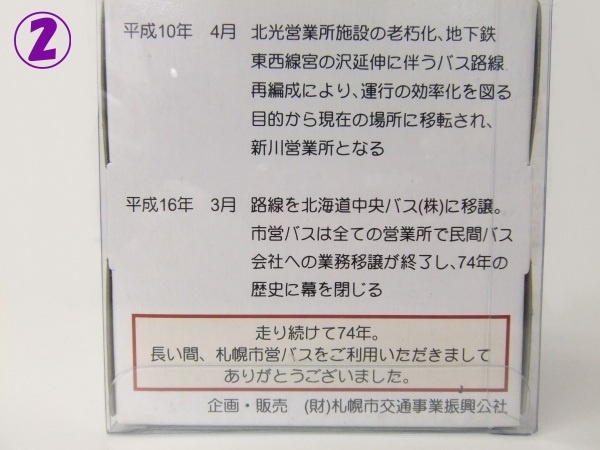 ②
平成10年 4月 北光営業所施設の老朽化、地下鉄
東西線宮の沢延伸に伴うバス路線
再編成により、運行の効率化を図る
目的から現在の場所に移転され、
新川営業所となる
平成16年 3月 路線を北海道中央バス(株)に移譲。
市営バスは全ての営業所で民間バス
会社への業務移譲が終了し、74年の
歴史に幕を閉じる
走り続けて74年。
長い間、札幌市営バスをご利用いただきまして
ありがとうございました。
企画・販売 (財)札幌市交通事業振興公社